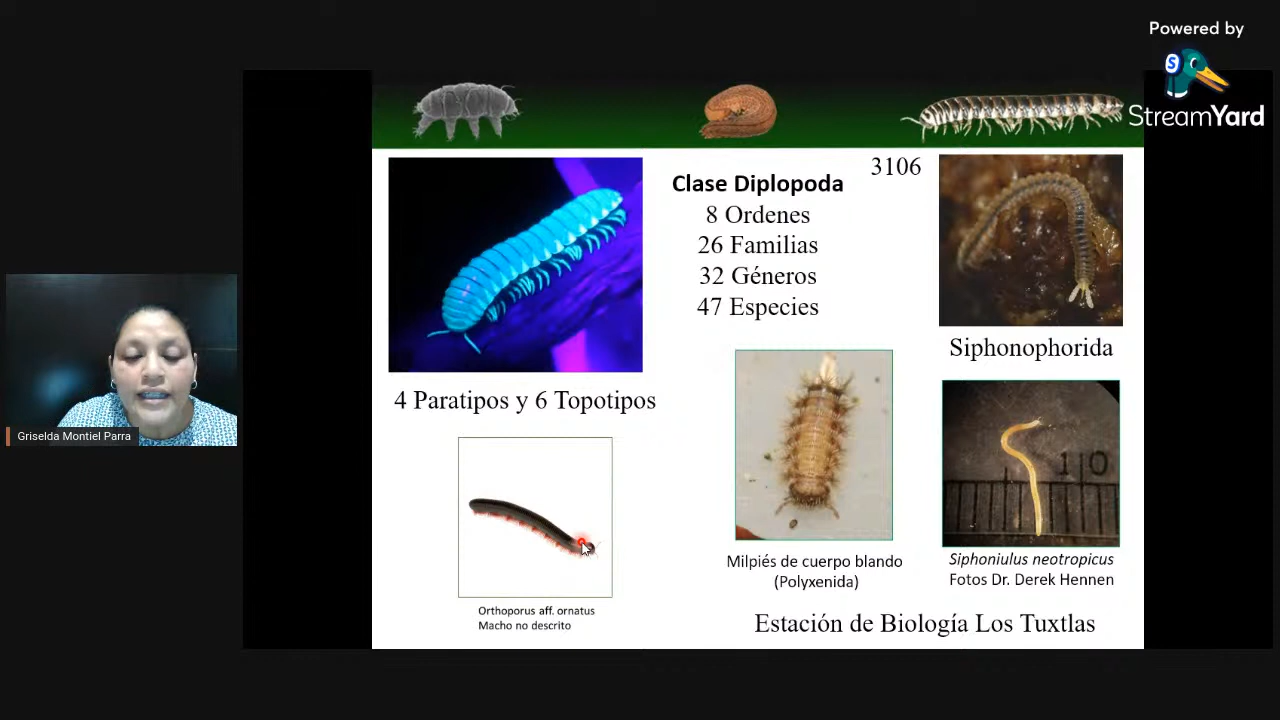 Powered by
S
StreamYard
3106
Clase Diplopoda
8 Ordenes
26 Familias
32 Géneros
47 Especies
Siphonophorida
4 Paratipos y 6 Topotipos
Griselda Montiel Parra
10
Milpiés de cuerpo blando
(Polyxenida)
Siphoniulus neotropicus
Fotos Dr. Derek Hennen
Orthoporus aff. ornatus
Macho no descrito
Estación de Biología Los Tuxtlas